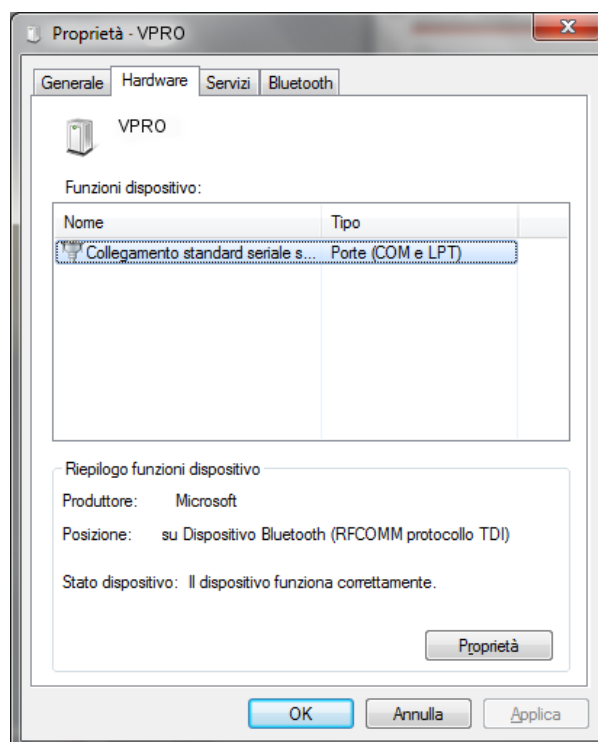 Proprietà - VPRO
Generale Hardware Servizi Bluetooth
VPRO
Funzioni dispositivo:
Nome Tipo
Collegamento standard seriale s... Porte (COM e LPT)
Riepilogo funzioni dispositivo
Produttore: Microsoft
Posizione: su Dispositivo Bluetooth (RFCOMM protocollo TDI)
Stato dispositivo: Il dispositivo funziona correttamente.
Proprietà
OK Annulla Applica